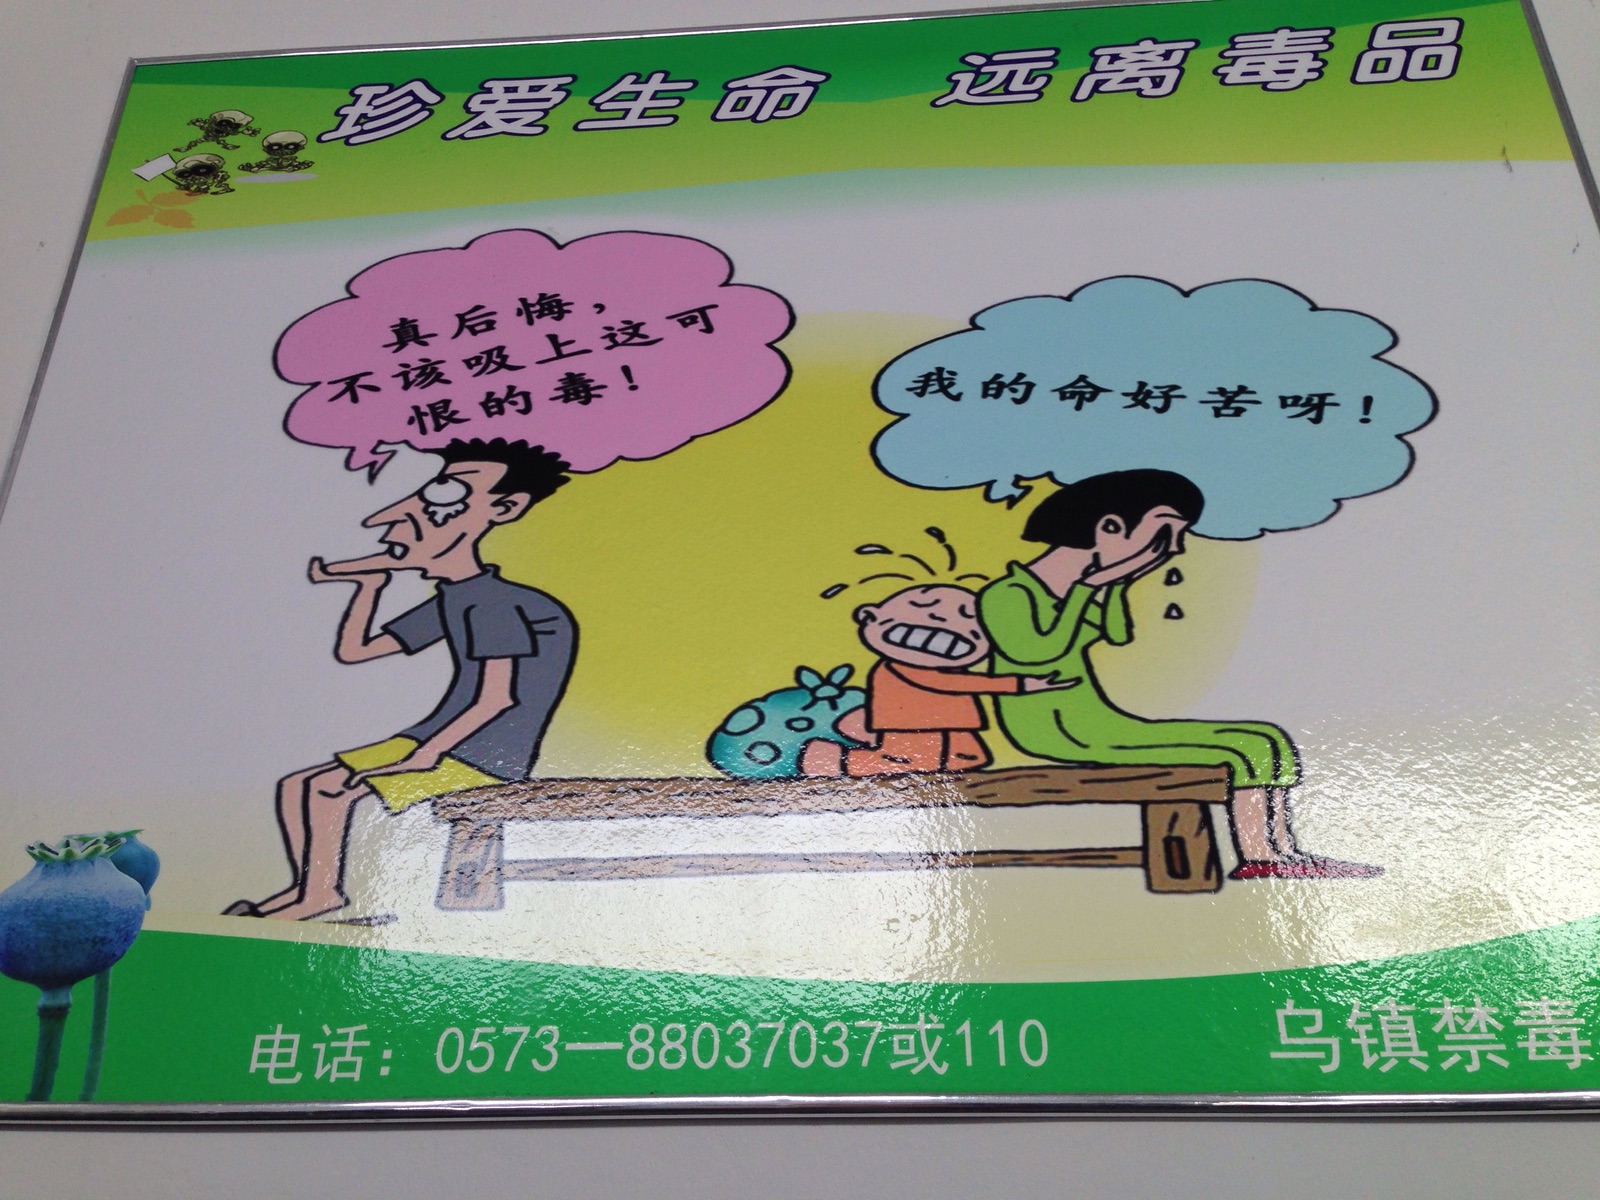 珍爱生命 远离毒品
真后悔，
不该吸上这可
恨的毒！
我的命好苦呀！
电话：0573—88037037或110
乌镇禁毒